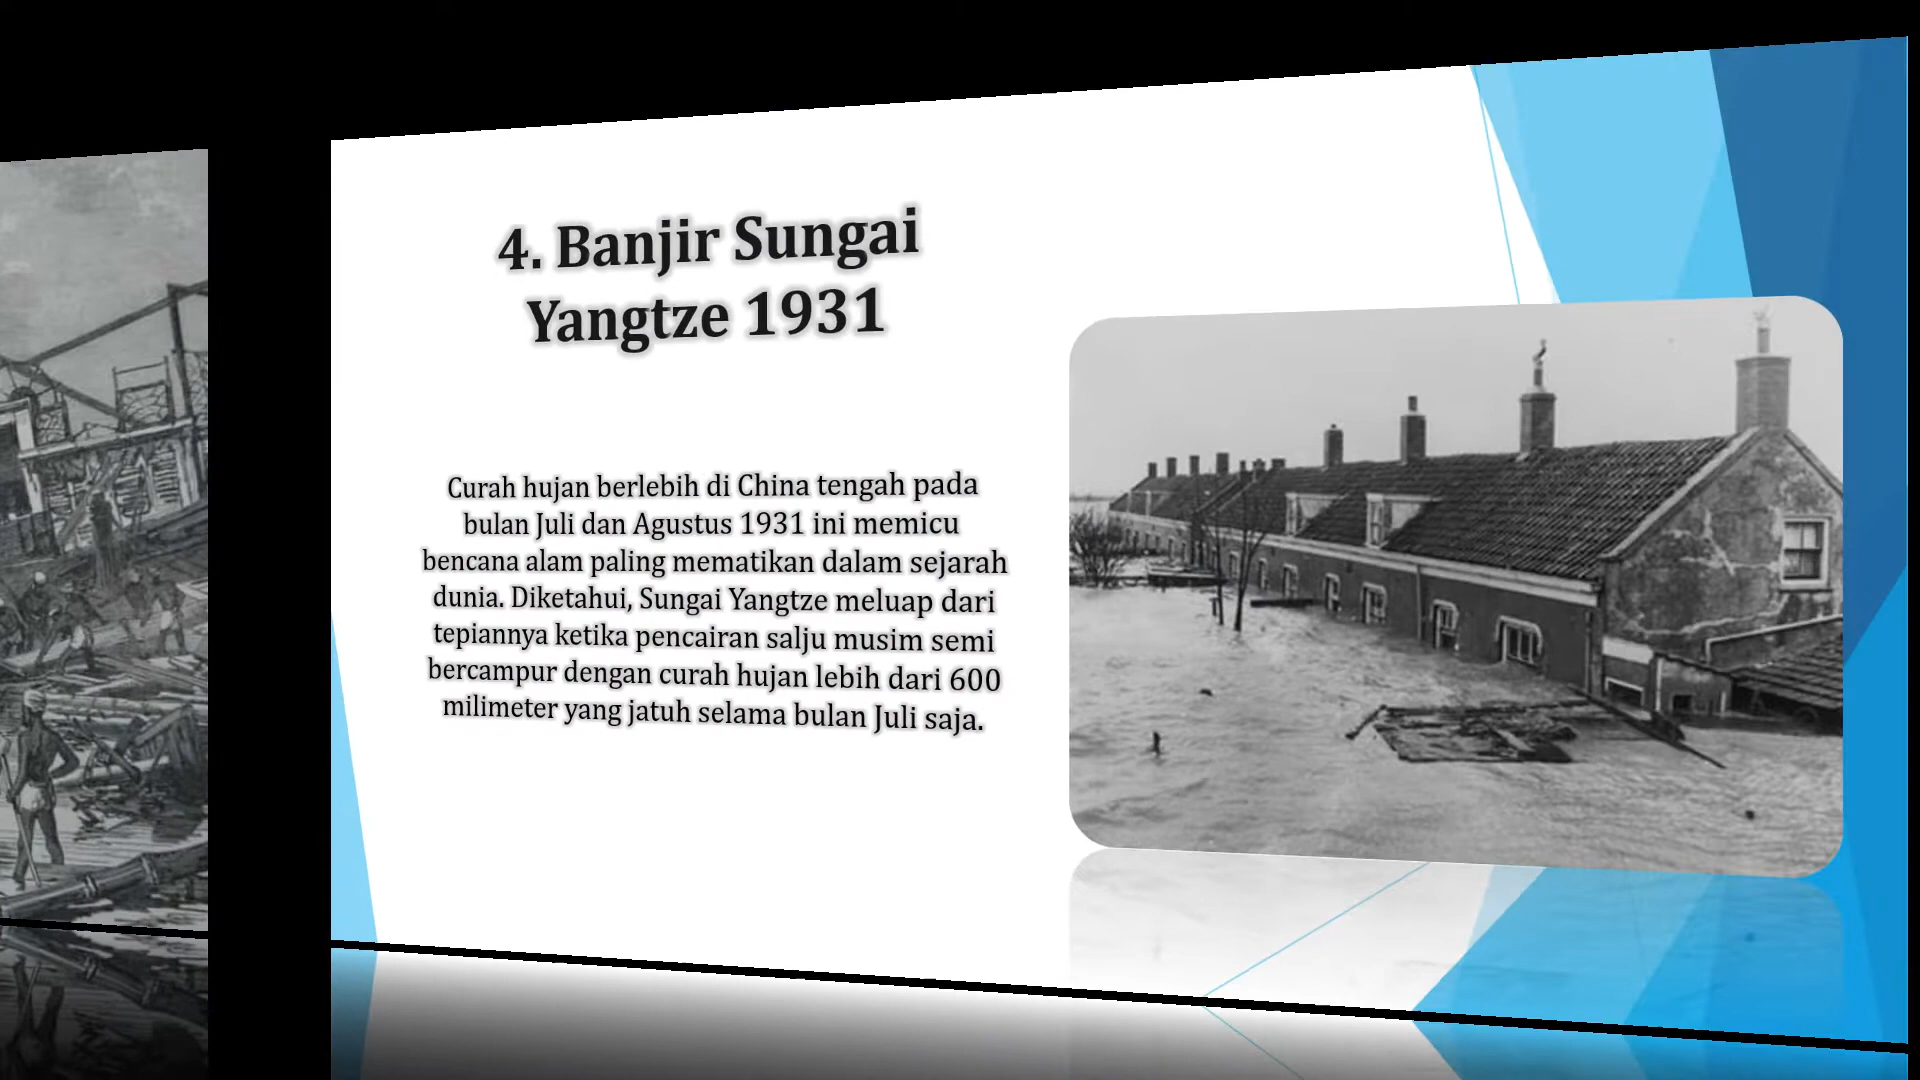 4. Banjir Sungai
Yangtze 1931
Curah hujan berlebih di China tengah pada
bulan Juli dan Agustus 1931 ini memicu
bencana alam paling mematikan dalam sejarah
dunia. Diketahui, Sungai Yangtze meluap dari
tepiannya ketika pencairan salju musim semi
bercampur dengan curah hujan lebih dari 600
milimeter yang jatuh selama bulan Juli saja.